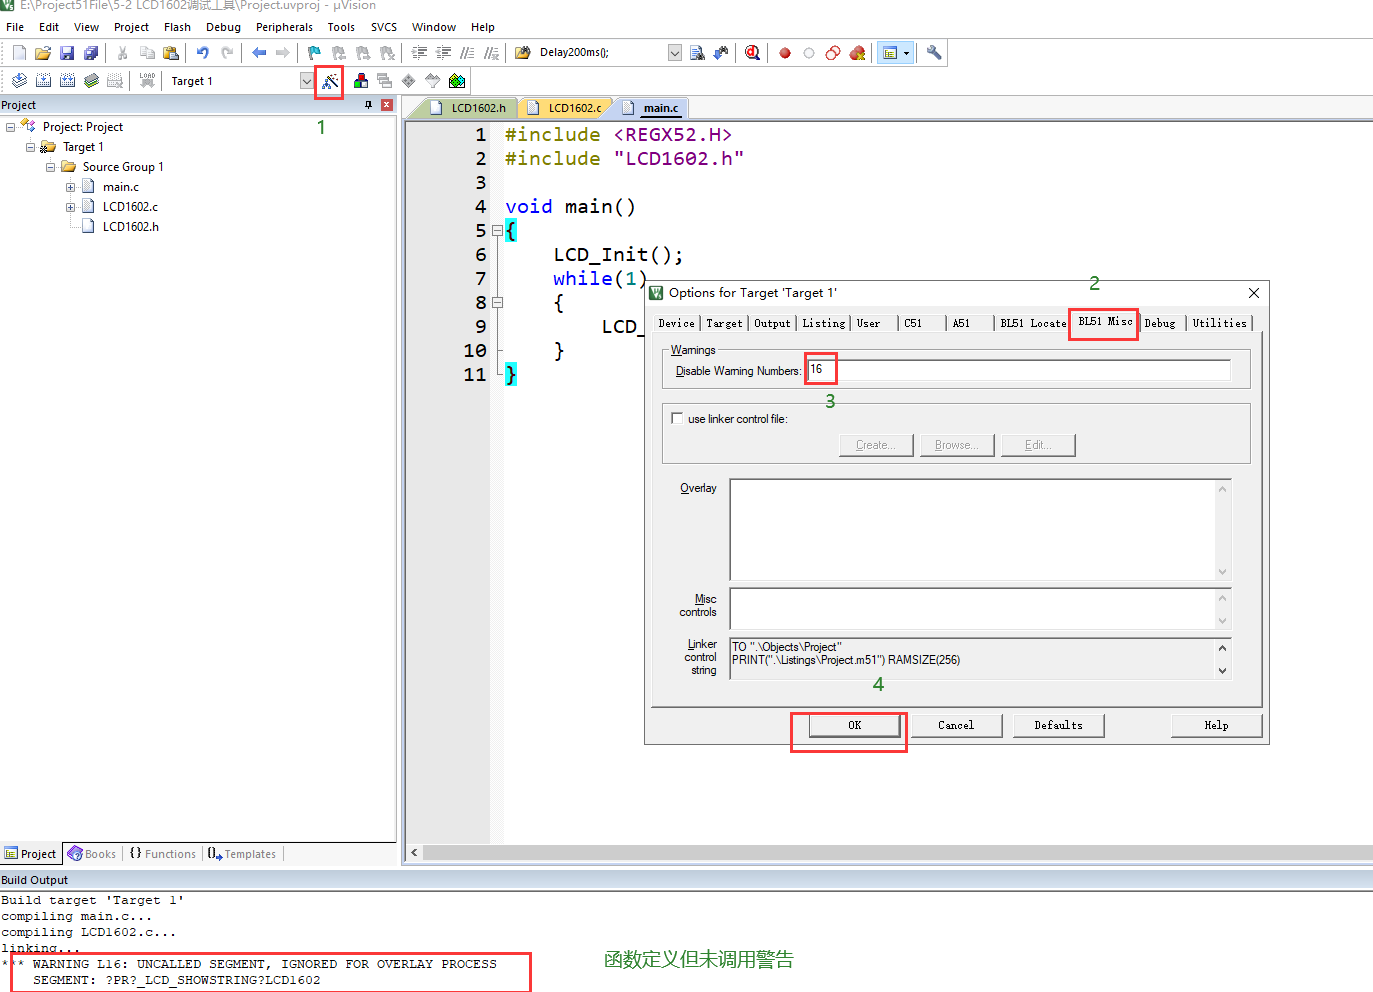 E:\Project51File\5-2 LCD1602调试工具\Project.uvproj - µVision
File Edit View Project Flash Debug Peripherals Tools SVCS Window Help
Delay200ms();
LOAD Target 1
Project
1
Project: Project
Target 1
Source Group 1
main.c
LCD1602.c
LCD1602.h
LCD1602.h LCD1602.c main.c
1 #include <REGX52.H>
2 #include "LCD1602.h"
3
4 void main()
5 {
6 LCD_Init();
7 while(1)
8 {
9 LCD_
10 }
11 }
2
Options for Target 'Target 1'
Device Target Output Listing User C51 A51 BL51 Locate BL51 Misc Debug Utilities
Warnings
Disable Warning Numbers: 16
3
use linker control file:
Create... Browse... Edit...
Overlay
Misc controls
Linker control string
TO ".\Objects\Project"
PRINT(".\Listings\Project.m51") RAMSIZE(256)
4
OK Cancel Defaults Help
Project Books {} Functions Templates
Build Output
Build target 'Target 1'
compiling main.c...
compiling LCD1602.c...
linking...
*** WARNING L16: UNCALLED SEGMENT, IGNORED FOR OVERLAY PROCESS
SEGMENT: ?PR?_LCD_SHOWSTRING?LCD1602
函数定义但未调用警告